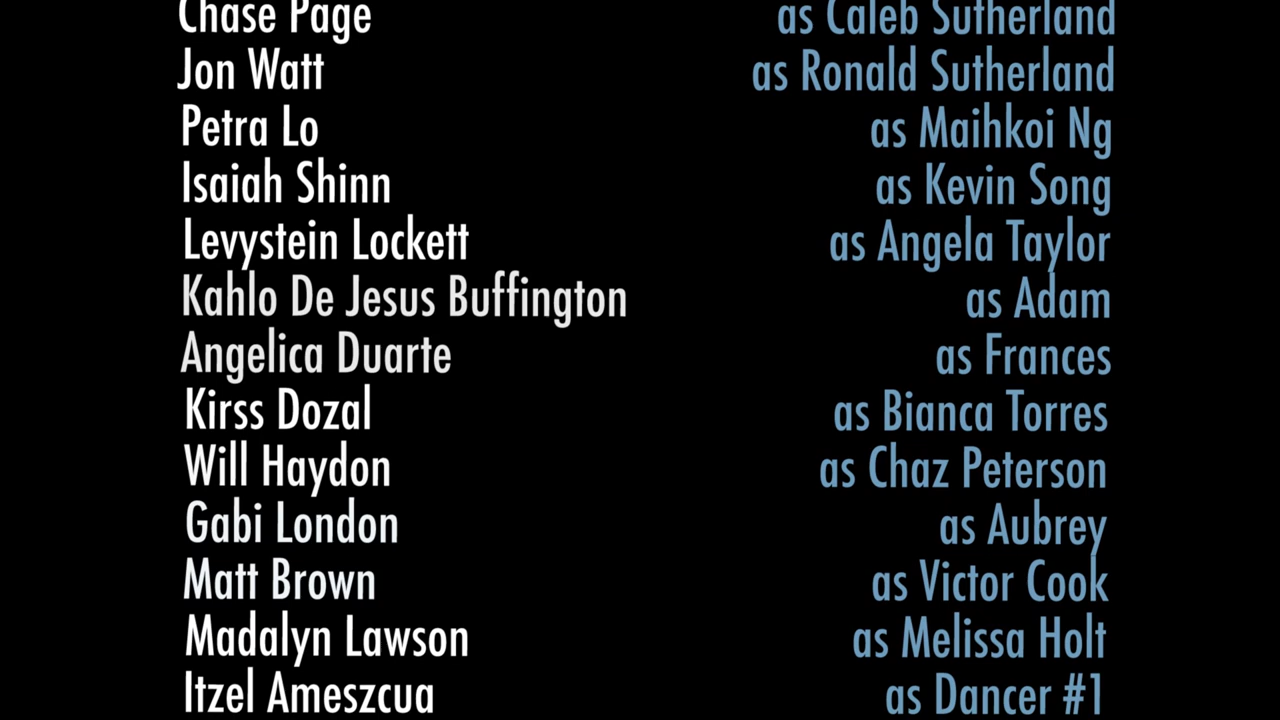 Chase Page as Caleb Sutherland
Jon Watt as Ronald Sutherland
Petra Lo as Maihkoi Ng
Isaiah Shinn as Kevin Song
Levystein Lockett as Angela Taylor
Kahlo De Jesus Buffington as Adam
Angelica Duarte as Frances
Kirss Dozal as Bianca Torres
Will Haydon as Chaz Peterson
Gabi London as Aubrey
Matt Brown as Victor Cook
Madalyn Lawson as Melissa Holt
Itzel Ameszcua as Dancer #1